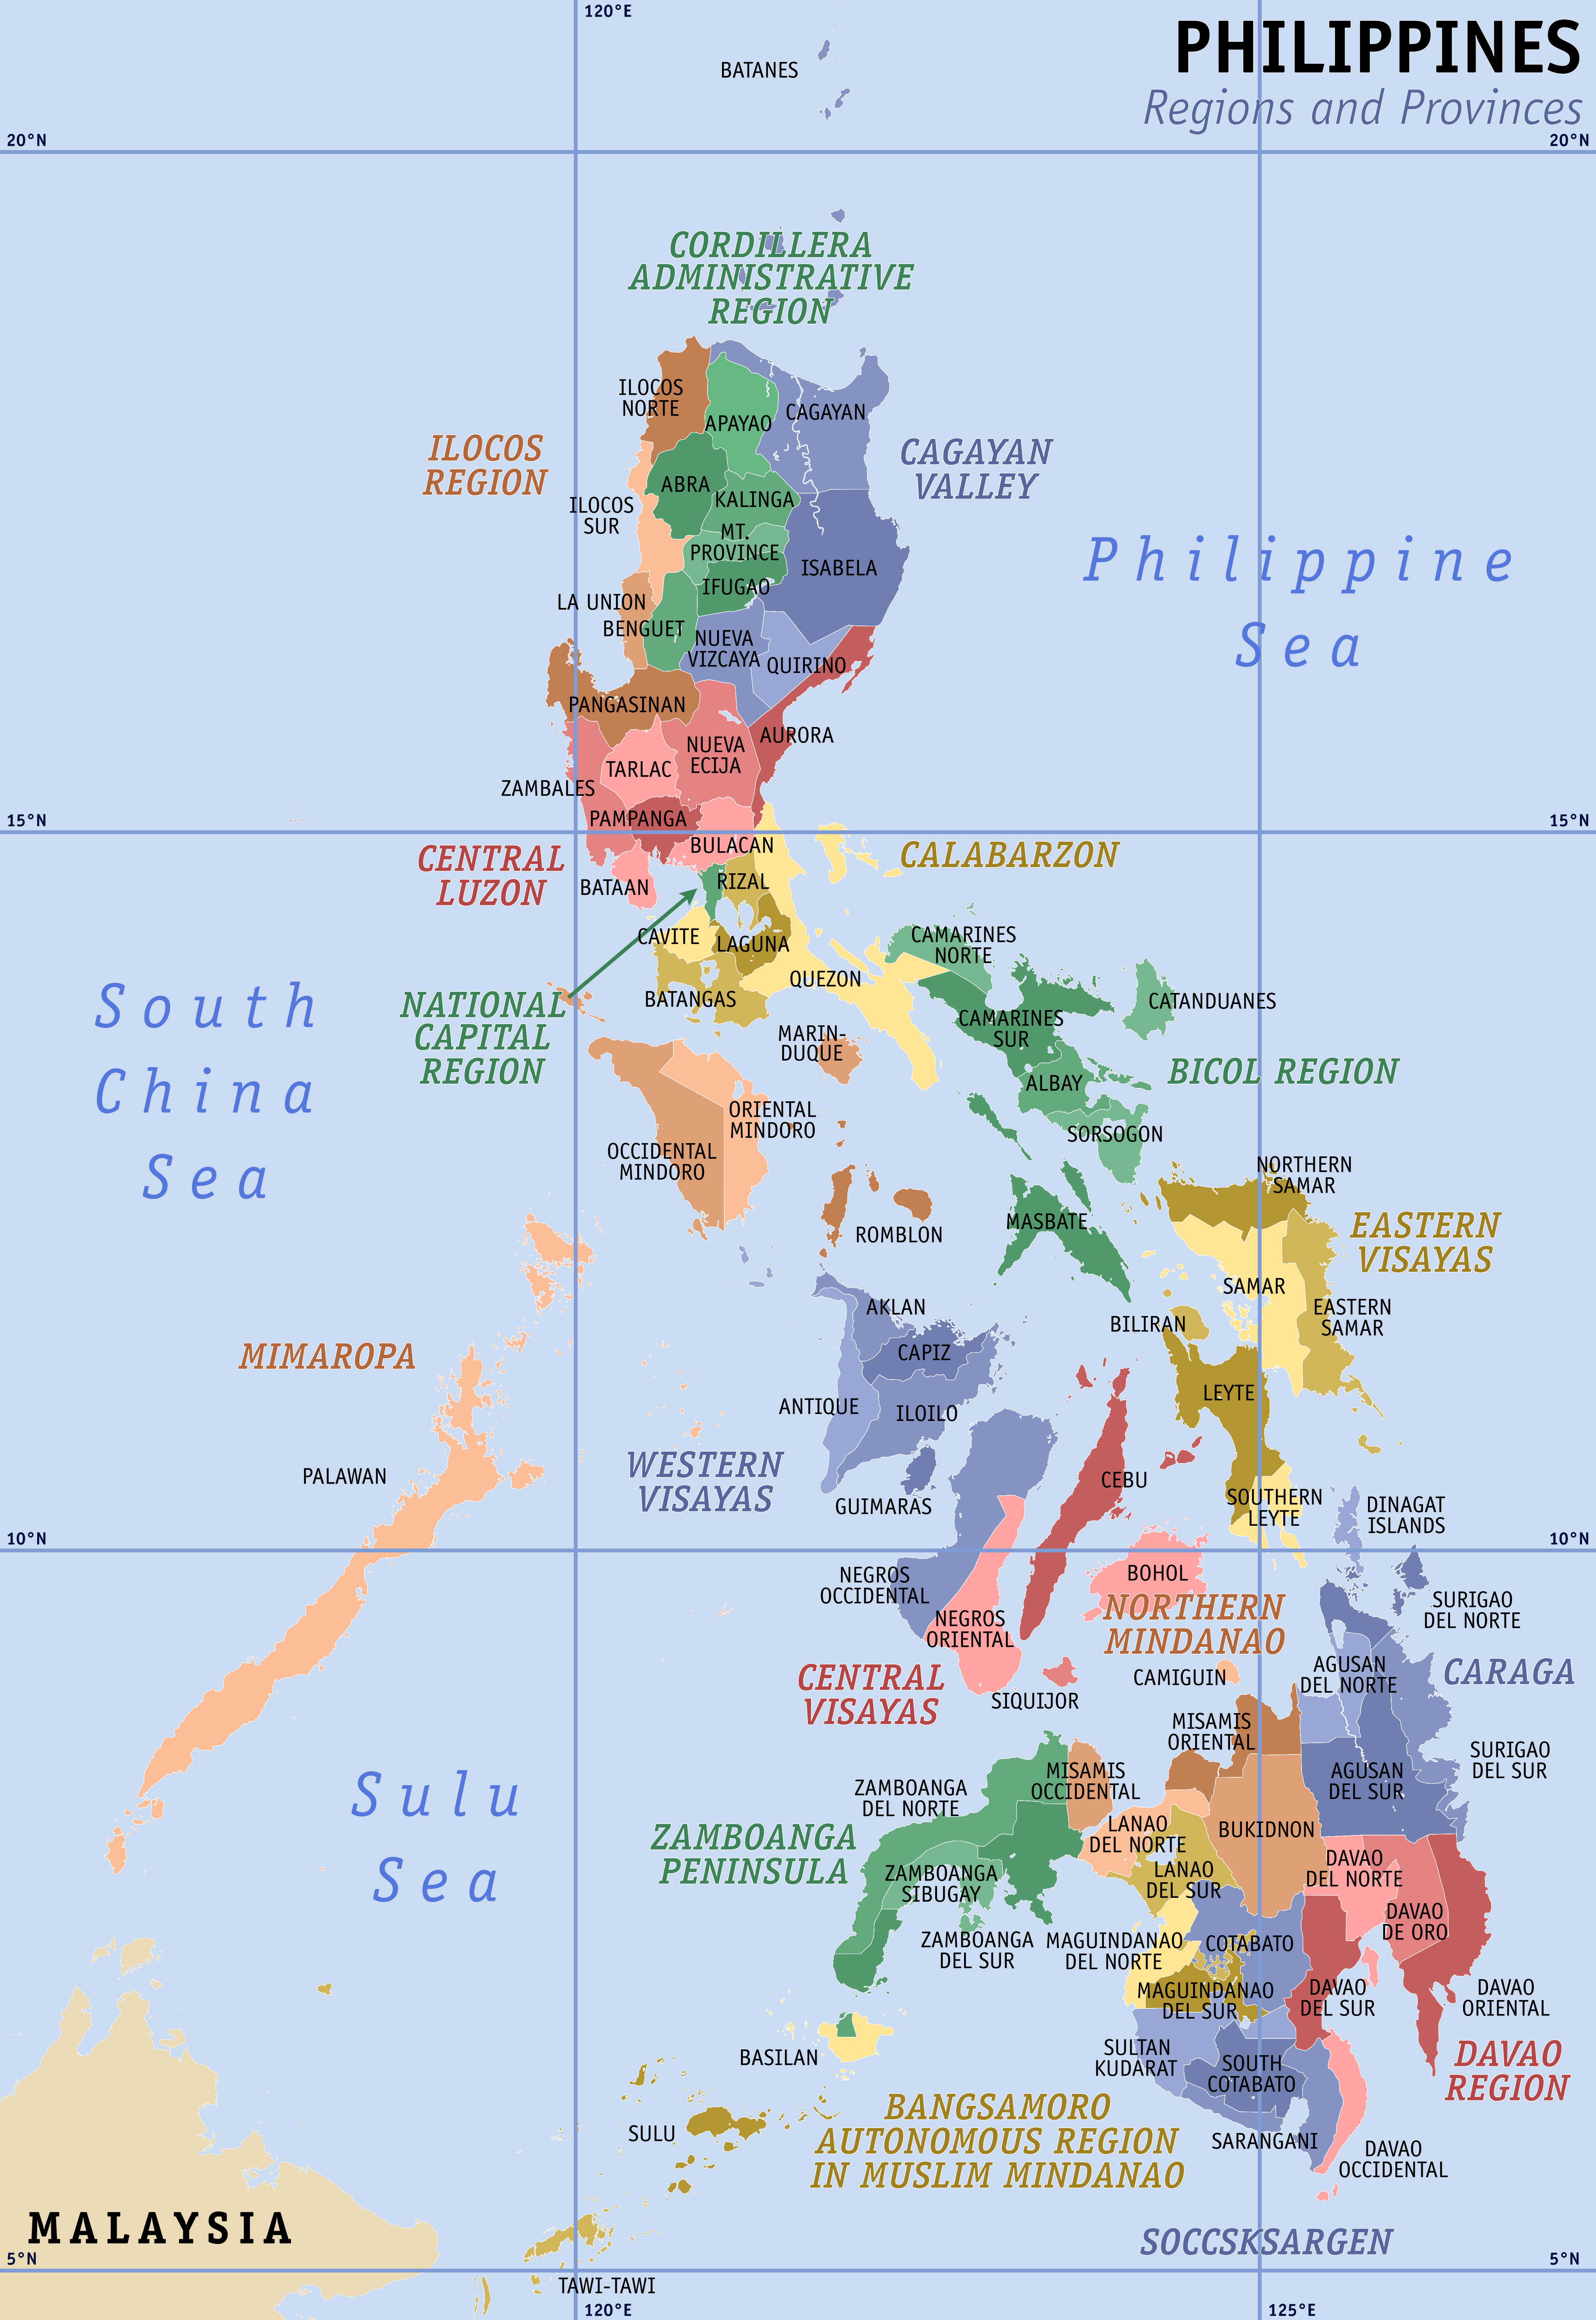 120°E
PHILIPPINES
Regions and Provinces
BATANES
20°N
20°N
CORDILLERA
ADMINISTRATIVE
REGION
ILOCOS
NORTE
APAYAO
CAGAYAN
ILOCOS
REGION
CAGAYAN
VALLEY
ABRA
KALINGA
ILOCOS
SUR
MT.
PROVINCE
ISABELA
Philippine
Sea
IFUGAO
LA UNION
BENGUET
NUEVA
VIZCAYA
QUIRINO
PANGASINAN
AURORA
NUEVA
ECIJA
TARLAC
ZAMBALES
PAMPANGA
15°N
15°N
BULACAN
CENTRAL
LUZON
CALABARZON
BATAAN
RIZAL
CAVITE
LAGUNA
CAMARINES
NORTE
QUEZON
BATANGAS
CATANDUANES
South
China
Sea
NATIONAL
CAPITAL
REGION
CAMARINES
SUR
MARIN-
DUQUE
ALBAY
BICOL REGION
ORIENTAL
MINDORO
SORSOGON
OCCIDENTAL
MINDORO
NORTHERN
SAMAR
MASBATE
ROMBLON
EASTERN
VISAYAS
SAMAR
AKLAN
BILIRAN
EASTERN
SAMAR
MIMAROPA
CAPIZ
LEYTE
ANTIQUE
ILOILO
PALAWAN
WESTERN
VISAYAS
CEBU
GUIMARAS
SOUTHERN
LEYTE
DINAGAT
ISLANDS
10°N
10°N
NEGROS
OCCIDENTAL
BOHOL
SURIGAO
DEL NORTE
NORTHERN
MINDANAO
NEGROS
ORIENTAL
CENTRAL
VISAYAS
CAMIGUIN
AGUSAN
DEL NORTE
CARAGA
SIQUIJOR
MISAMIS
ORIENTAL
SURIGAO
DEL SUR
MISAMIS
OCCIDENTAL
AGUSAN
DEL SUR
Sulu
Sea
ZAMBOANGA
DEL NORTE
ZAMBOANGA
PENINSULA
LANAO
DEL NORTE
BUKIDNON
DAVAO
DEL NORTE
ZAMBOANGA
SIBUGAY
LANAO
DEL SUR
DAVAO
DE ORO
ZAMBOANGA
DEL SUR
MAGUINDANAO
DEL NORTE
COTABATO
MAGUINDANAO
DEL SUR
DAVAO
DEL SUR
DAVAO
ORIENTAL
BASILAN
SULTAN
KUDARAT
SOUTH
COTABATO
DAVAO
REGION
SULU
BANGSAMORO
AUTONOMOUS REGION
IN MUSLIM MINDANAO
SARANGANI
DAVAO
OCCIDENTAL
MALAYSIA
SOCCSKSARGEN
5°N
5°N
TAWI-TAWI
120°E
125°E